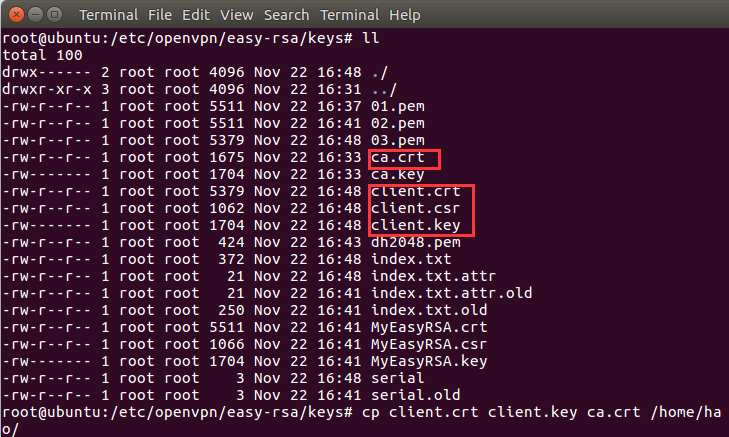 Terminal File Edit View Search Terminal Help
root@ubuntu:/etc/openvpn/easy-rsa/keys# ll
total 100
drwx------ 2 root root 4096 Nov 22 16:48 ./
drwxr-xr-x 3 root root 4096 Nov 22 16:31 ../
-rw-r--r-- 1 root root 5511 Nov 22 16:37 01.pem
-rw-r--r-- 1 root root 5511 Nov 22 16:41 02.pem
-rw-r--r-- 1 root root 5379 Nov 22 16:48 03.pem
-rw-r--r-- 1 root root 1675 Nov 22 16:33 ca.crt
-rw------- 1 root root 1704 Nov 22 16:33 ca.key
-rw-r--r-- 1 root root 5379 Nov 22 16:48 client.crt
-rw-r--r-- 1 root root 1062 Nov 22 16:48 client.csr
-rw------- 1 root root 1704 Nov 22 16:48 client.key
-rw-r--r-- 1 root root 424 Nov 22 16:43 dh2048.pem
-rw-r--r-- 1 root root 372 Nov 22 16:48 index.txt
-rw-r--r-- 1 root root 21 Nov 22 16:48 index.txt.attr
-rw-r--r-- 1 root root 21 Nov 22 16:41 index.txt.attr.old
-rw-r--r-- 1 root root 250 Nov 22 16:41 index.txt.old
-rw-r--r-- 1 root root 5511 Nov 22 16:41 MyEasyRSA.crt
-rw-r--r-- 1 root root 1066 Nov 22 16:41 MyEasyRSA.csr
-rw------- 1 root root 1704 Nov 22 16:41 MyEasyRSA.key
-rw-r--r-- 1 root root 3 Nov 22 16:48 serial
-rw-r--r-- 1 root root 3 Nov 22 16:41 serial.old
root@ubuntu:/etc/openvpn/easy-rsa/keys# cp client.crt client.key ca.crt /home/ha
o/